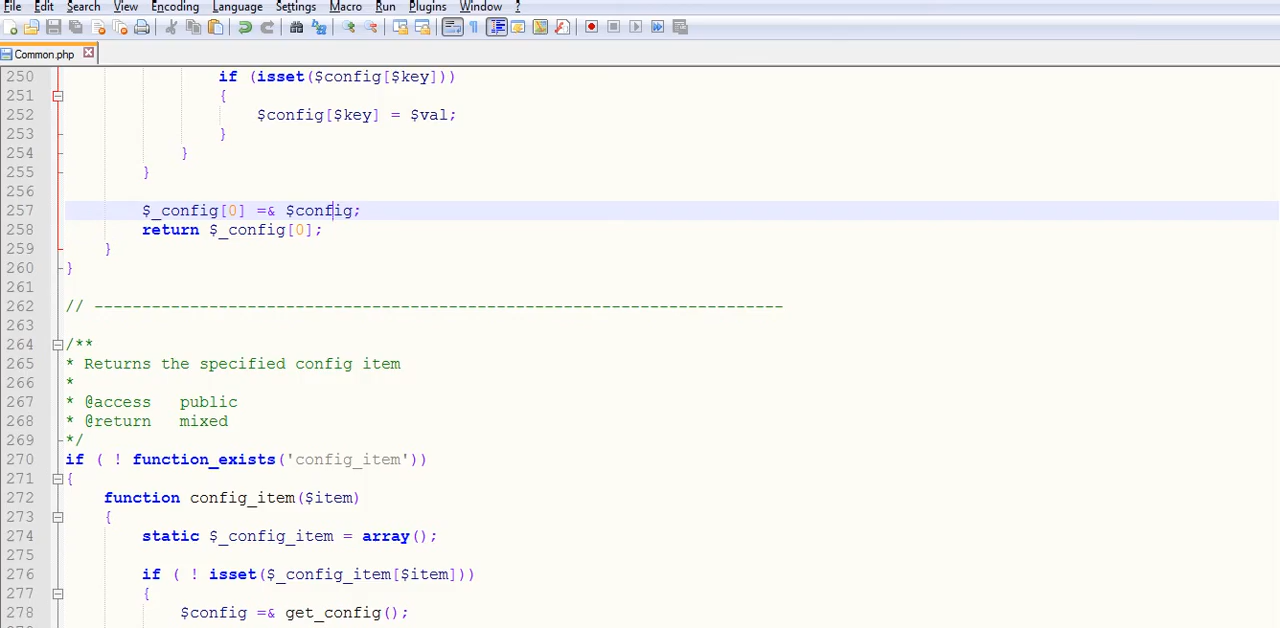 File Edit Search View Encoding Language Settings Macro Run Plugins Window ?
Common.php
250 if (isset($config[$key]))
251 {
252 $config[$key] = $val;
253 }
254 }
255 }
256
257 $_config[0] =& $config;
258 return $_config[0];
259 }
260 }
261
262 // ------------------------------------------------------------------------
263
264 /**
265 * Returns the specified config item
266 *
267 * @access public
268 * @return mixed
269 */
270 if ( ! function_exists('config_item'))
271 {
272 function config_item($item)
273 {
274 static $_config_item = array();
275
276 if ( ! isset($_config_item[$item]))
277 {
278 $config =& get_config();